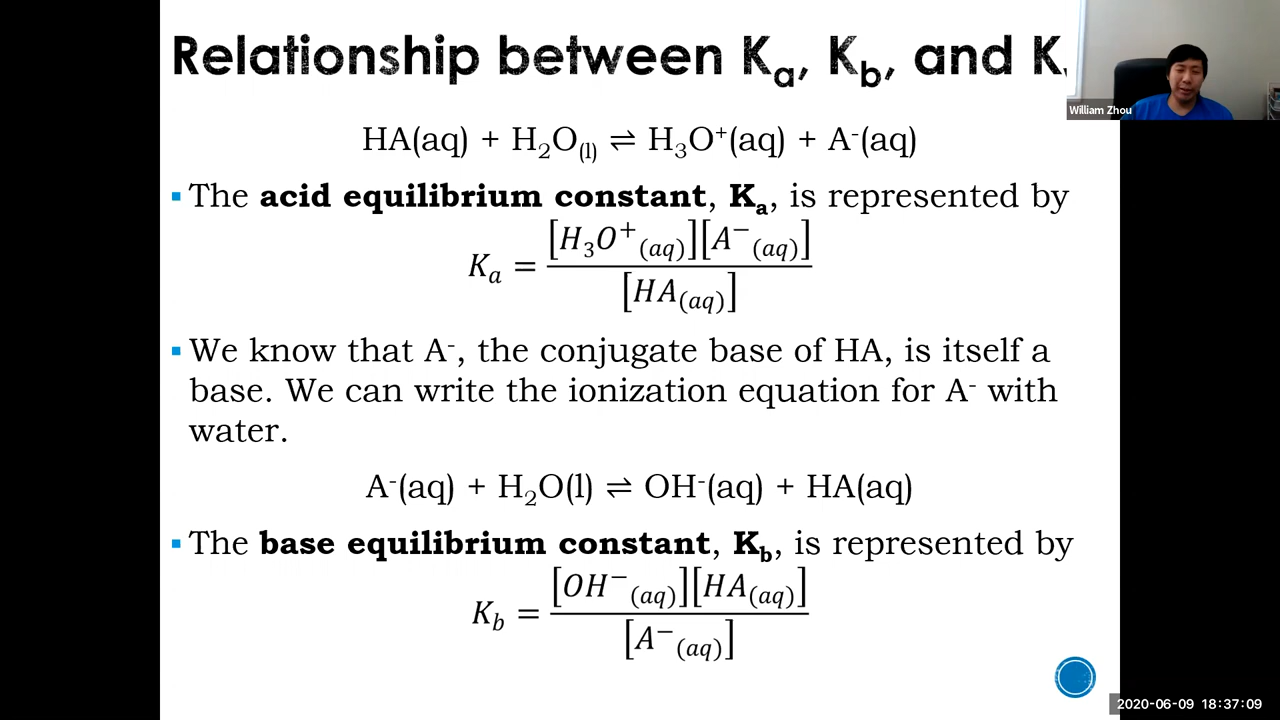 Relationship between Kₐ, K_b, and K
William Zhou
HA(aq) + H₂O₍ₗ₎ ⇌ H₃O⁺(aq) + A⁻(aq)
▪ The acid equilibrium constant, Kₐ, is represented by
Kₐ = [H₃O⁺₍aq₎][A⁻₍aq₎] / [HA₍aq₎]
▪ We know that A⁻, the conjugate base of HA, is itself a
base. We can write the ionization equation for A⁻ with
water.
A⁻(aq) + H₂O(l) ⇌ OH⁻(aq) + HA(aq)
▪ The base equilibrium constant, K_b, is represented by
K_b = [OH⁻₍aq₎][HA₍aq₎] / [A⁻₍aq₎]
2020-06-09 18:37:09